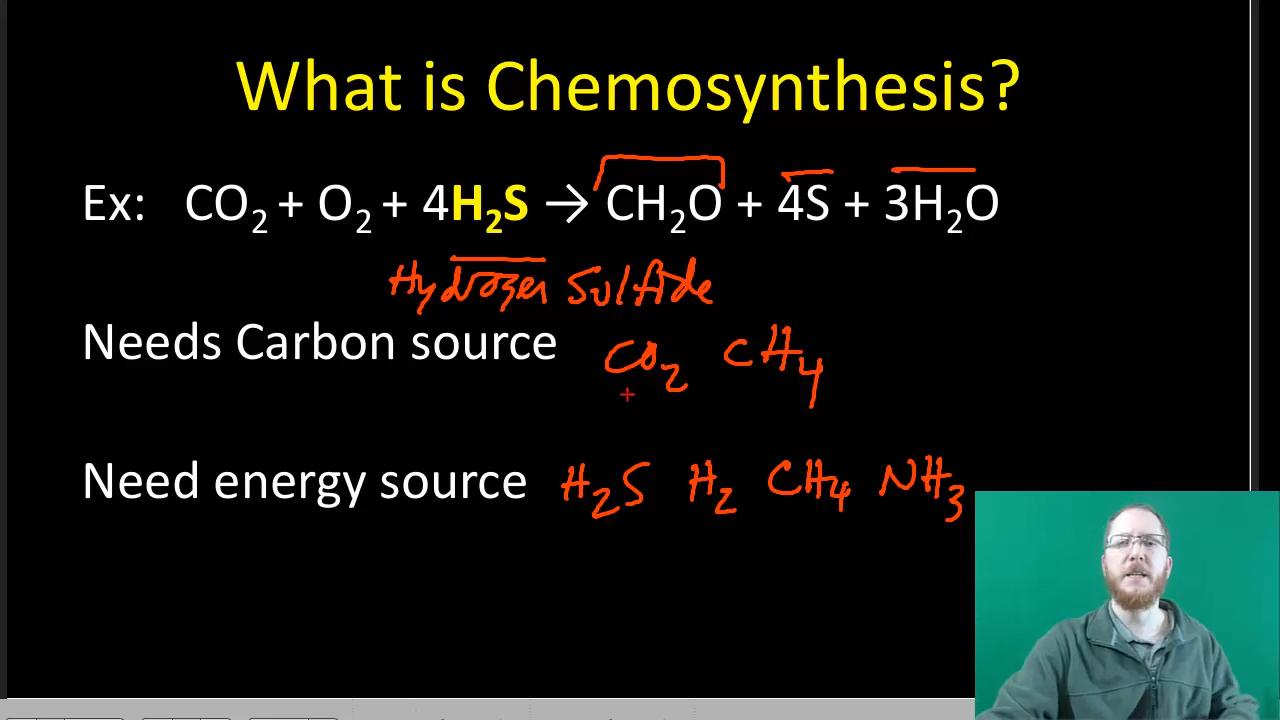 What is Chemosynthesis?
Ex: CO₂ + O₂ + 4H₂S → CH₂O + 4S + 3H₂O
Hydrogen Sulfide
Needs Carbon source CO₂ CH₄
Need energy source H₂S H₂ CH₄ NH₃